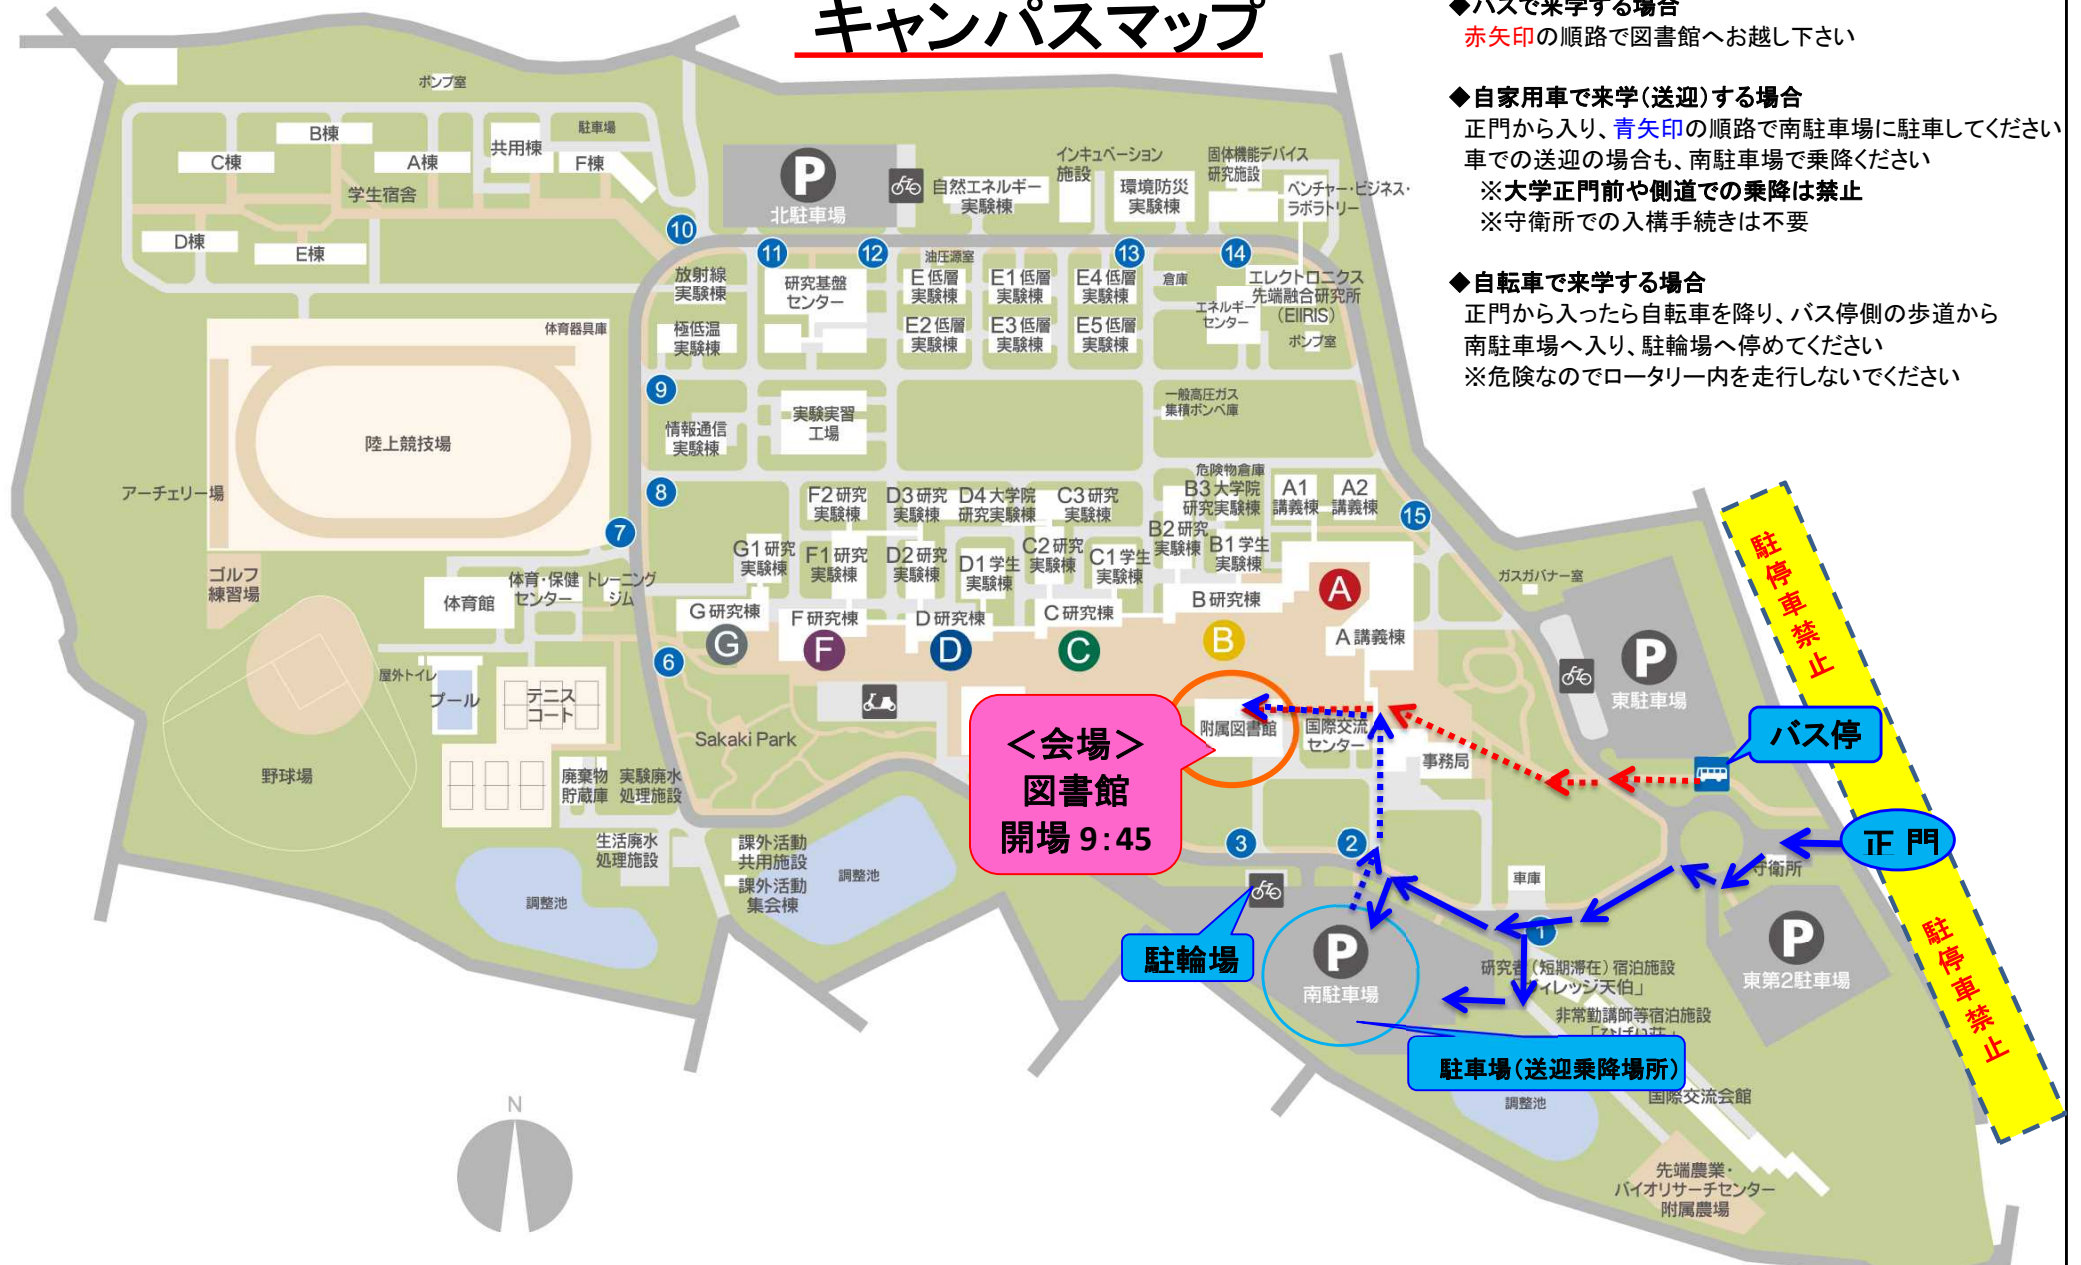 キャンパスマップ
◆バスで来学する場合
赤矢印の順路で図書館へお越し下さい
◆自家用車で来学(送迎)する場合
正門から入り、青矢印の順路で南駐車場に駐車してください
車での送迎の場合も、南駐車場で乗降ください
※大学正門前や側道での乗降は禁止
※守衛所での入構手続きは不要
◆自転車で来学する場合
正門から入ったら自転車を降り、バス停側の歩道から
南駐車場へ入り、駐輪場へ停めてください
※危険なのでロータリー内を走行しないでください
ポンプ室
B棟
C棟
A棟
共用棟
駐車場
F棟
学生宿舎
D棟
E棟
P
北駐車場
自然エネルギー
実験棟
インキュベーション
施設
環境防災
実験棟
固体機能デバイス
研究施設
ベンチャー・ビジネス・
ラボラトリー
10
11
12
13
14
放射線
実験棟
研究基盤
センター
油圧源室
E低層
実験棟
E1低層
実験棟
E4低層
実験棟
倉庫
エレクトロニクス
先端融合研究所
(EIIRIS)
エネルギー
センター
ポンプ室
極低温
実験棟
E2低層
実験棟
E3低層
実験棟
E5低層
実験棟
体育器具庫
陸上競技場
アーチェリー場
9
情報通信
実験棟
実験実習
工場
一般高圧ガス
集積ボンベ庫
8
7
危険物倉庫
F2研究
実験棟
D3研究
実験棟
D4大学院
研究実験棟
C3研究
実験棟
B3大学院
研究実験棟
A1
講義棟
A2
講義棟
15
G1研究
実験棟
F1研究
実験棟
D2研究
実験棟
D1学生
実験棟
C2研究
実験棟
C1学生
実験棟
B2研究
実験棟
B1学生
実験棟
ゴルフ
練習場
体育館
体育・保健
センター
トレーニング
ジム
G研究棟
F研究棟
D研究棟
C研究棟
B研究棟
A講義棟
G
F
D
C
B
A
6
ガスガバナー室
P
東駐車場
駐停車禁止
屋外トイレ
プール
テニス
コート
野球場
Sakaki Park
廃棄物
貯蔵庫
実験廃水
処理施設
生活廃水
処理施設
課外活動
共用施設
課外活動
集会棟
調整池
調整池
<会場>
図書館
開場 9:45
附属図書館
国際交流
センター
事務局
バス停
正門
守衛所
3
2
1
車庫
駐輪場
P
南駐車場
P
東第2駐車場
駐停車禁止
研究者(短期滞在)宿泊施設
ィレッジ天伯」
非常勤講師等宿泊施設
駐車場(送迎乗降場所)
国際交流会館
調整池
先端農業・
バイオリサーチセンター
附属農場
N